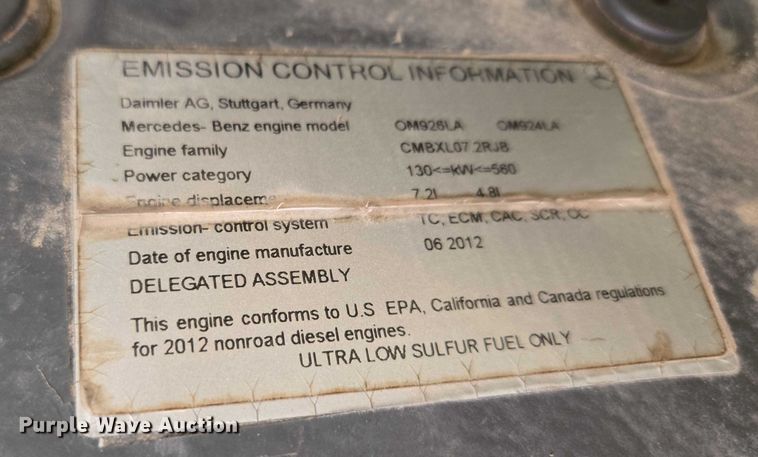 EMISSION CONTROL INFORMATION
Daimler AG, Stuttgart, Germany
Mercedes- Benz engine model OM926LA OM924LA
Engine family CMBXL07.2RJB
Power category 130<=kW<=560
Engine displaceme 7.2l 4.8l
Emission- control system TC, ECM, CAC, SCR, OC
Date of engine manufacture 06 2012
DELEGATED ASSEMBLY
This engine conforms to U.S EPA, California and Canada regulations
for 2012 nonroad diesel engines.
ULTRA LOW SULFUR FUEL ONLY
Purple Wave Auction